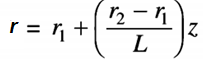 r = r₁ + ((r₂ − r₁)/L) z